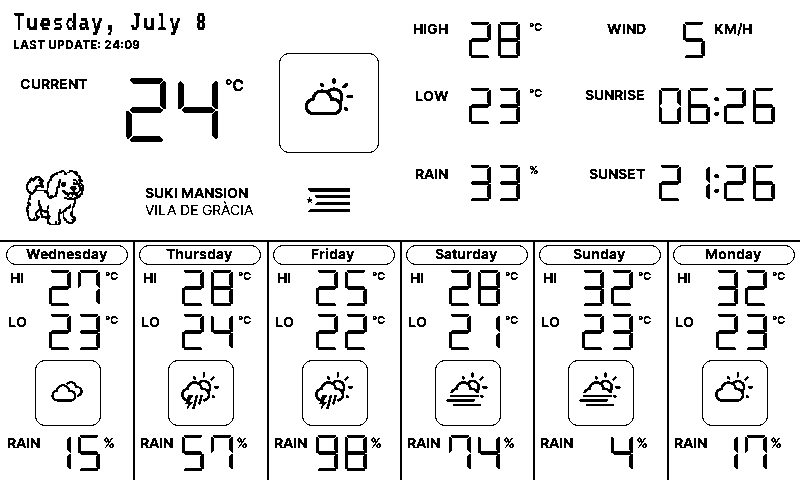 Tuesday, July 8
LAST UPDATE: 24:09
CURRENT 24 °C
HIGH 28 °C
LOW 23 °C
RAIN 33 %
WIND 5 KM/H
SUNRISE 06:26
SUNSET 21:26
SUKI MANSION
VILA DE GRÀCIA
Wednesday
HI 27 °C
LO 23 °C
RAIN 15 %
Thursday
HI 28 °C
LO 24 °C
RAIN 57 %
Friday
HI 25 °C
LO 22 °C
RAIN 98 %
Saturday
HI 28 °C
LO 21 °C
RAIN 74 %
Sunday
HI 32 °C
LO 23 °C
RAIN 4 %
Monday
HI 32 °C
LO 23 °C
RAIN 17 %